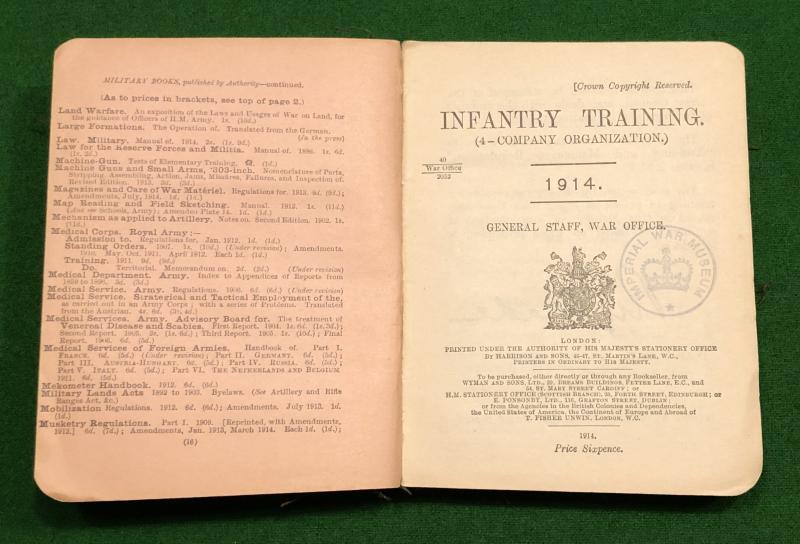 MILITARY BOOKS, published by Authority—continued.
(As to prices in brackets, see top of page 2.)
Land Warfare. An exposition of the Laws and Usages of War on Land, for
the guidance of Officers of H.M. Army. 1s. (10d.)
Large Formations. The Operation of. Translated from the German.
(In the press)
Law. Military. Manual of. 1914. 2s. (1s. 9d.)
Law for the Reserve Forces and Militia. Manual of. 1886. 1s. 6d.
(1s. 2d.)
Machine-Gun. Tests of Elementary Training. (1d.)
Machine Guns and Small Arms, ·303-inch. Nomenclature of Parts,
Stripping, Assembling, Action, Jams, Missfires, Failures, and Inspection of.
Revised Edition. 1913. 3d. (3d.)
Magazines and Care of War Matériel. Regulations for. 1913. 9d. (9d.);
Amendments, July, 1914. 1d. (1d.)
Map Reading and Field Sketching. Manual. 1912. 1s. (11d.)
(And see Schools, Army); Amended Plate 14. 1d. (1d.)
Mechanism as applied to Artillery. Notes on. Second Edition. 1902. 1s.
(11d.)
Medical Corps. Royal Army:—
Admission to. Regulations for, Jan. 1912. 1d. (1d.)
Standing Orders. 1907. 1s. (10d.) (Under revision); Amendments.
1910. May, Oct. 1911. April 1912. Each 1d. (1d.)
Training. 1911. 9d. (9d.)
Do. Territorial. Memorandum on. 2d. (2d.) (Under revision)
Medical Department. Army. Index to Appendices of Reports from
1859 to 1896. 3d. (3d.)
Medical Service. Army. Regulations. 1906. 6d. (6d.) (Under revision)
Medical Service. Strategical and Tactical Employment of the,
as carried out in an Army Corps; with a series of Problems. Translated
from the Austrian. 4s. 6d. (3s. 4d.)
Medical Services. Army. Advisory Board for. The treatment of
Venereal Disease and Scabies. First Report. 1904. 1s. 6d. (1s. 3d.);
Second Report. 1905. 2s. (1s. 6d.); Third Report. 1905. 1s. (10d.); Final
Report. 1906. 6d. (5d.)
Medical Services of Foreign Armies. Handbook of. Part I.
FRANCE. 6d. (5d.) (Under revision); Part II. GERMANY. 6d. (5d.);
Part III. AUSTRIA-HUNGARY. 6d. (5d.); Part IV. RUSSIA. 6d. (5d.);
Part V. ITALY. 6d. (5d.); Part VI. THE NETHERLANDS AND BELGIUM
1911. 6d. (5d.)
Mekometer Handbook. 1912. 6d. (6d.)
Military Lands Acts 1892 to 1903. Byelaws. (See Artillery and Rifle
Ranges Act, &c.)
Mobilization Regulations. 1912. 6d. (6d.); Amendments. July 1913. 1d.
(1d.)
Musketry Regulations. Part I. 1909. [Reprinted, with Amendments,
1912.] 6d. (7d.); Amendments, Jan. 1913, March 1914. Each 1d. (1d.);
(16)
[Crown Copyright Reserved.
INFANTRY TRAINING.
(4-COMPANY ORGANIZATION.)
40
War Office
2053
1914.
GENERAL STAFF, WAR OFFICE.
IMPERIAL WAR MUSEUM
LONDON:
PRINTED UNDER THE AUTHORITY OF HIS MAJESTY'S STATIONERY OFFICE
BY HARRISON AND SONS, 45-47, ST. MARTIN'S LANE, W.C.,
PRINTERS IN ORDINARY TO HIS MAJESTY.
To be purchased, either directly or through any Bookseller, from
WYMAN AND SONS, LTD., 29, BREAMS BUILDINGS, FETTER LANE, E.C., and
54, ST. MARY STREET CARDIFF; or
H.M. STATIONERY OFFICE (SCOTTISH BRANCH), 23, FORTH STREET, EDINBURGH; or
E. PONSONBY, LTD., 116, GRAFTON STREET, DUBLIN;
or from the Agencies in the British Colonies and Dependencies,
the United States of America, the Continent of Europe and Abroad of
T. FISHER UNWIN, LONDON, W.C.
1914.
Price Sixpence.